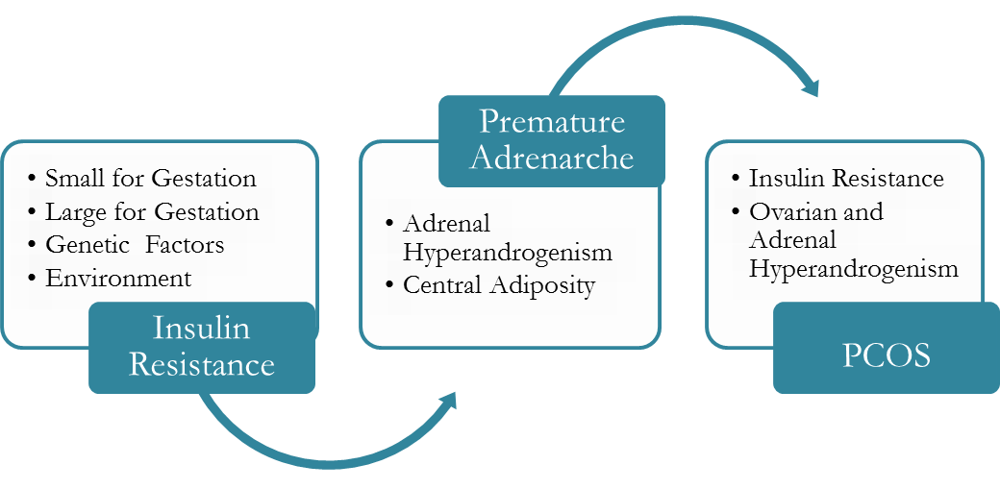 • Small for Gestation
• Large for Gestation
• Genetic Factors
• Environment
Insulin
Resistance
Premature
Adrenarche
• Adrenal
Hyperandrogenism
• Central Adiposity
• Insulin Resistance
• Ovarian and
Adrenal
Hyperandrogenism
PCOS